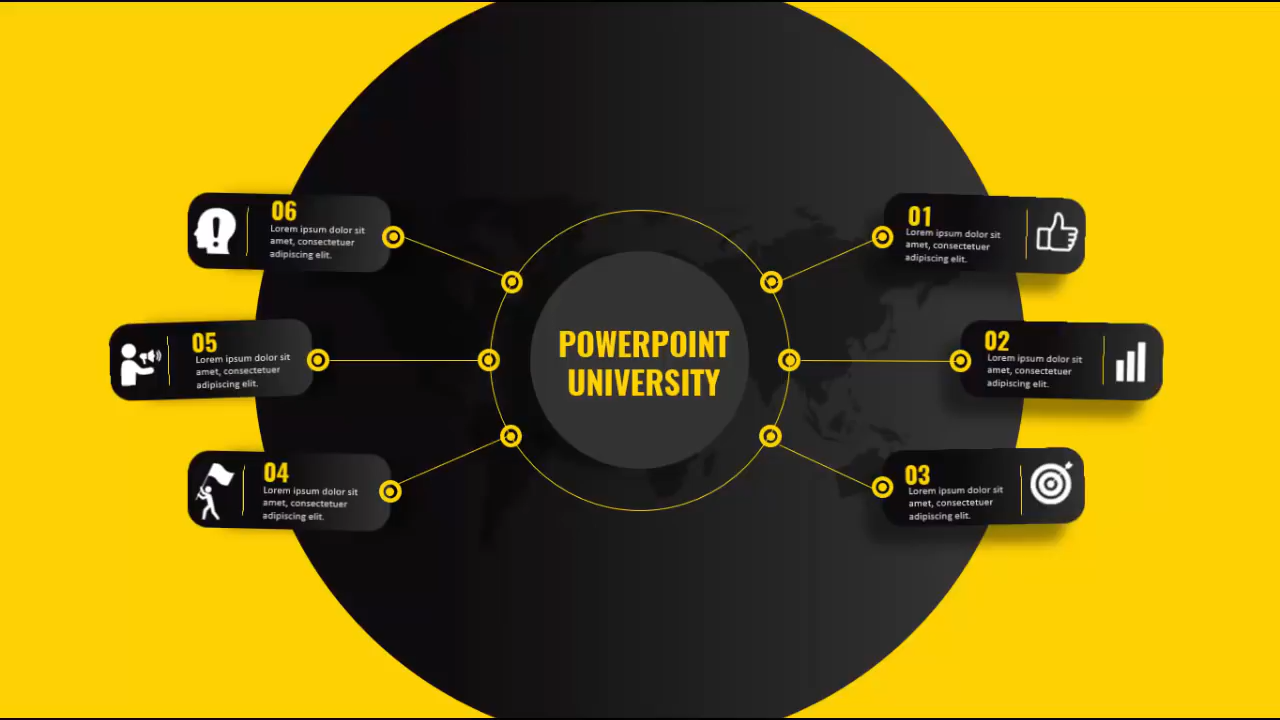 POWERPOINT
UNIVERSITY
01
Lorem ipsum dolor sit
amet, consectetuer
adipiscing elit.
02
Lorem ipsum dolor sit
amet, consectetuer
adipiscing elit.
03
Lorem ipsum dolor sit
amet, consectetuer
adipiscing elit.
04
Lorem ipsum dolor sit
amet, consectetuer
adipiscing elit.
05
Lorem ipsum dolor sit
amet, consectetuer
adipiscing elit.
06
Lorem ipsum dolor sit
amet, consectetuer
adipiscing elit.